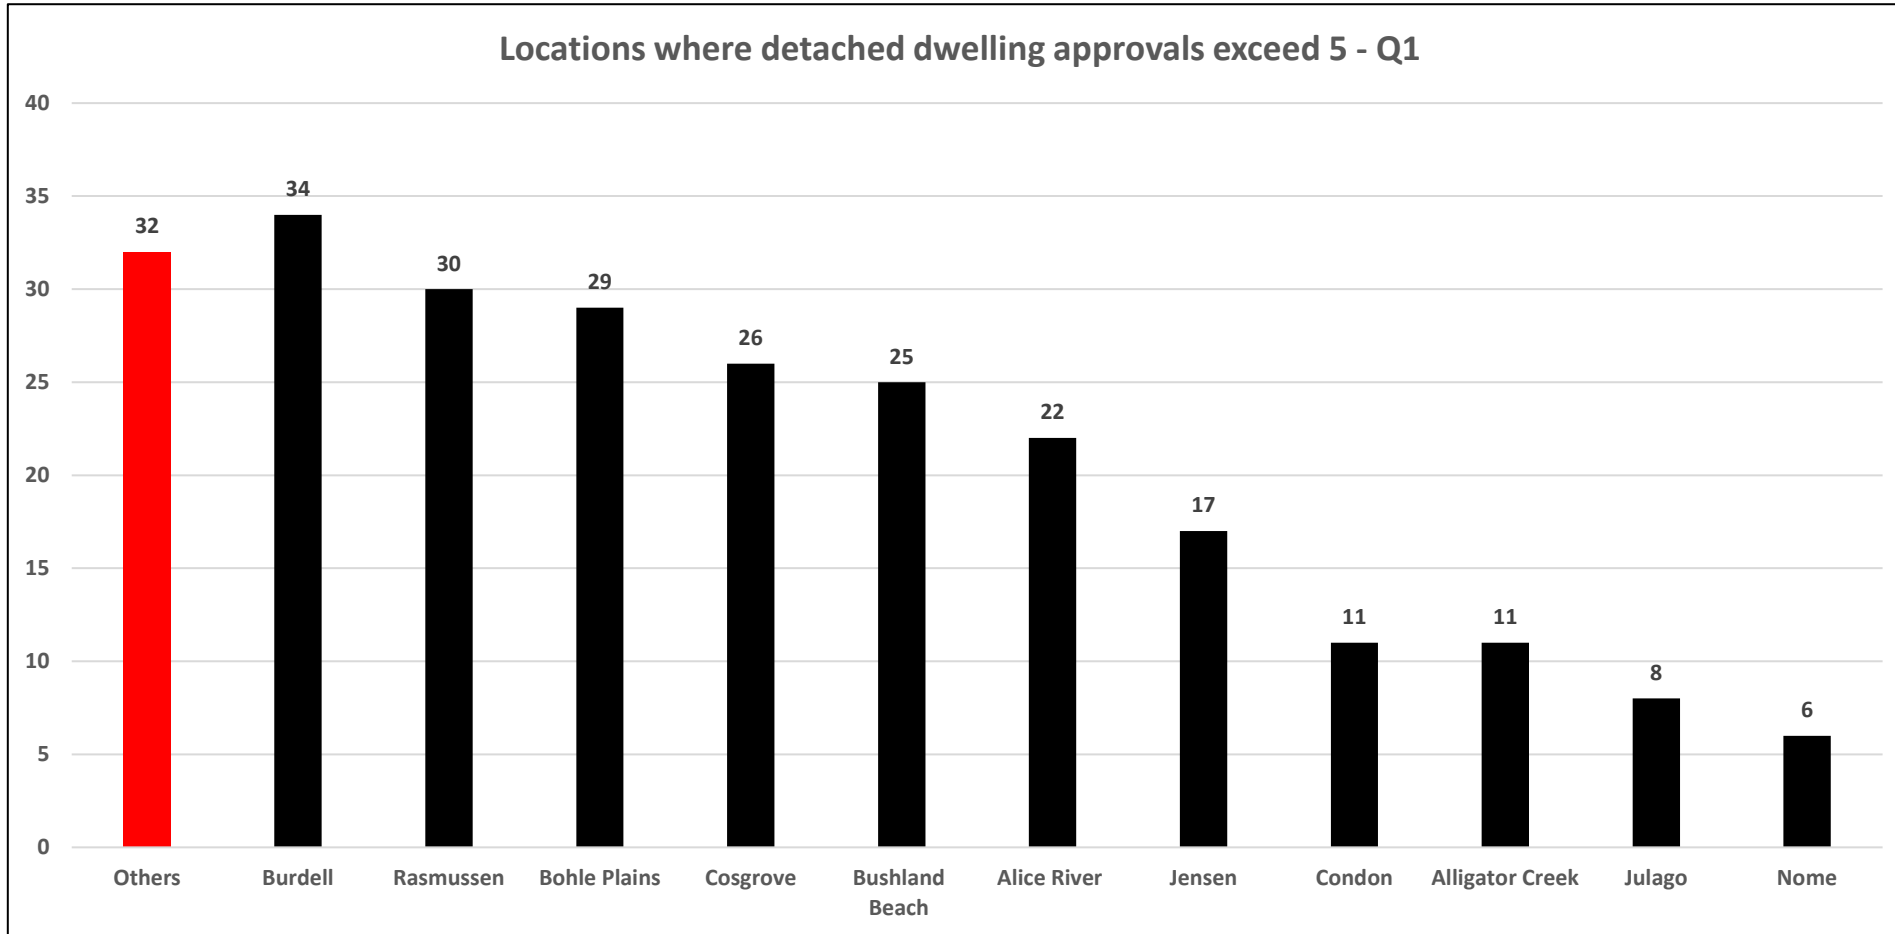 Locations where detached dwelling approvals exceed 5 - Q1
40
35
30
25
20
15
10
5
0
32
34
30
29
26
25
22
17
11
11
8
6
Others
Burdell
Rasmussen
Bohle Plains
Cosgrove
Bushland
Beach
Alice River
Jensen
Condon
Alligator Creek
Julago
Nome